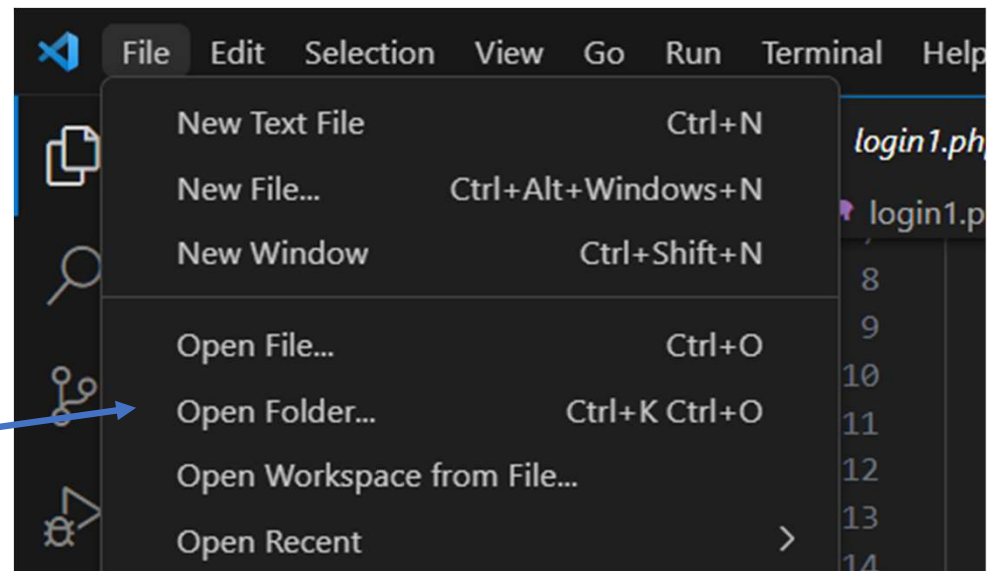 File Edit Selection View Go Run Terminal Help
New Text File Ctrl+N
login1.ph
New File... Ctrl+Alt+Windows+N
login1.p
New Window Ctrl+Shift+N
8
9
Open File... Ctrl+O
10
Open Folder... Ctrl+K Ctrl+O
11
Open Workspace from File...
12
13
Open Recent
14